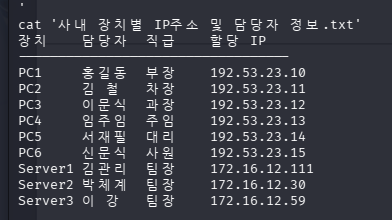 '
cat '사내 장치별 IP주소 및 담당자 정보.txt'
장치 담당자 직급 할당 IP
PC1 홍길동 부장 192.53.23.10
PC2 김 철 차장 192.53.23.11
PC3 이문식 과장 192.53.23.12
PC4 임주임 주임 192.53.23.13
PC5 서재필 대리 192.53.23.14
PC6 신문식 사원 192.53.23.15
Server1 김관리 팀장 172.16.12.111
Server2 박체계 팀장 172.16.12.30
Server3 이 강 팀장 172.16.12.59